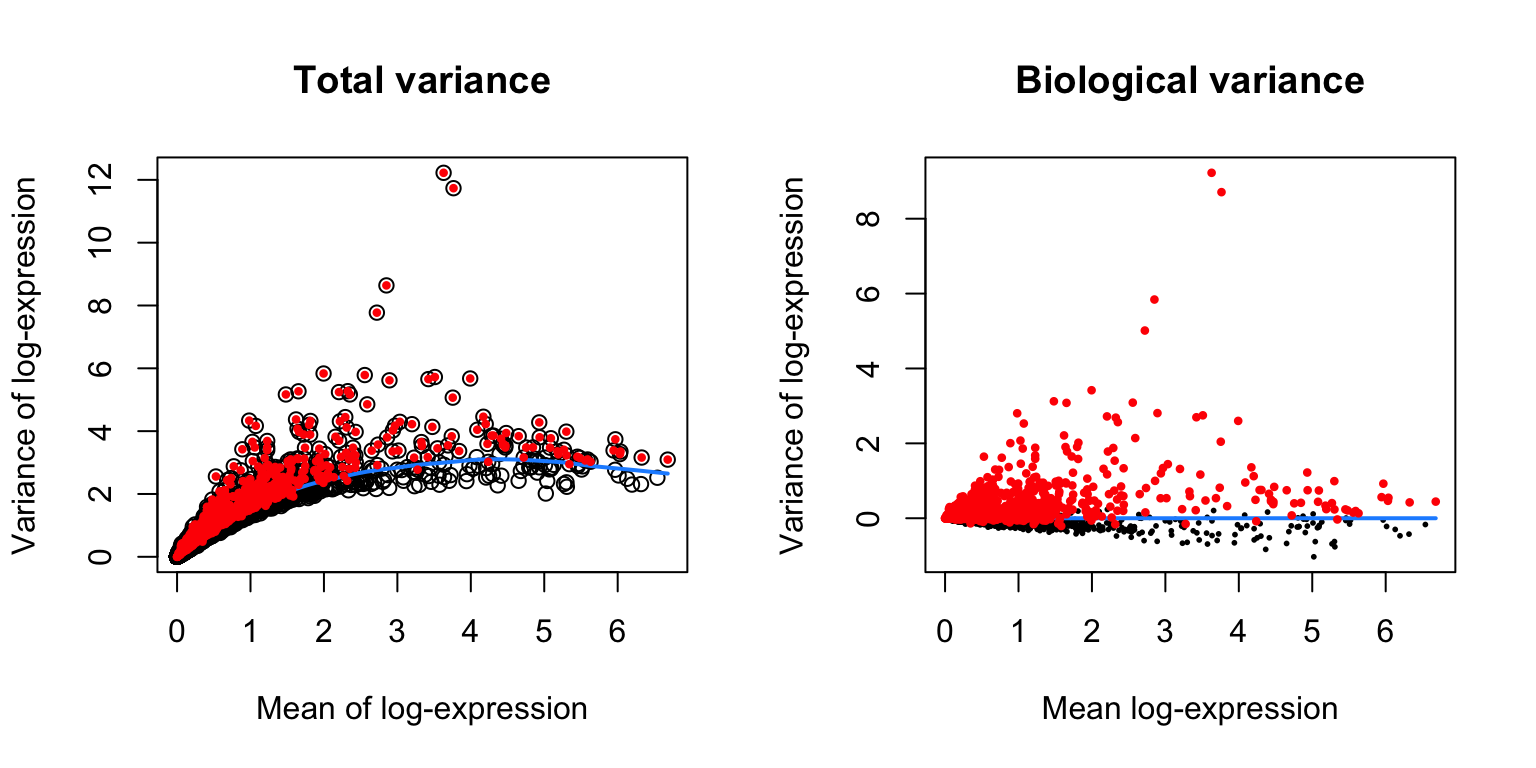 Total variance
Variance of log-expression
12
10
8
6
4
2
0
0 1 2 3 4 5 6
Mean of log-expression
Biological variance
Variance of log-expression
8
6
4
2
0
0 1 2 3 4 5 6
Mean log-expression